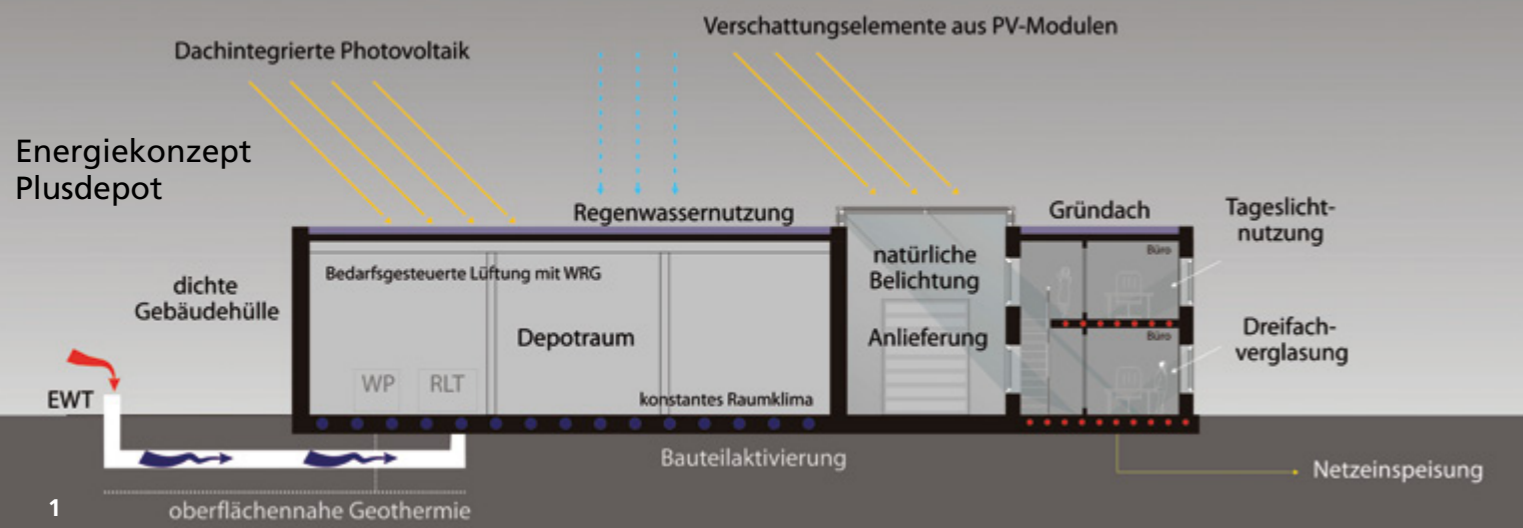 Verschattungselemente aus PV-Modulen
Dachintegrierte Photovoltaik
Energiekonzept
Plusdepot
Regenwassernutzung
Gründach
Tageslicht-
nutzung
natürliche
Belichtung
Büro
Bedarfsgesteuerte Lüftung mit WRG
dichte
Gebäudehülle
Depotraum
Anlieferung
Dreifach-
verglasung
Büro
WP
RLT
EWT
konstantes Raumklima
Bauteilaktivierung
Netzeinspeisung
1
oberflächennahe Geothermie